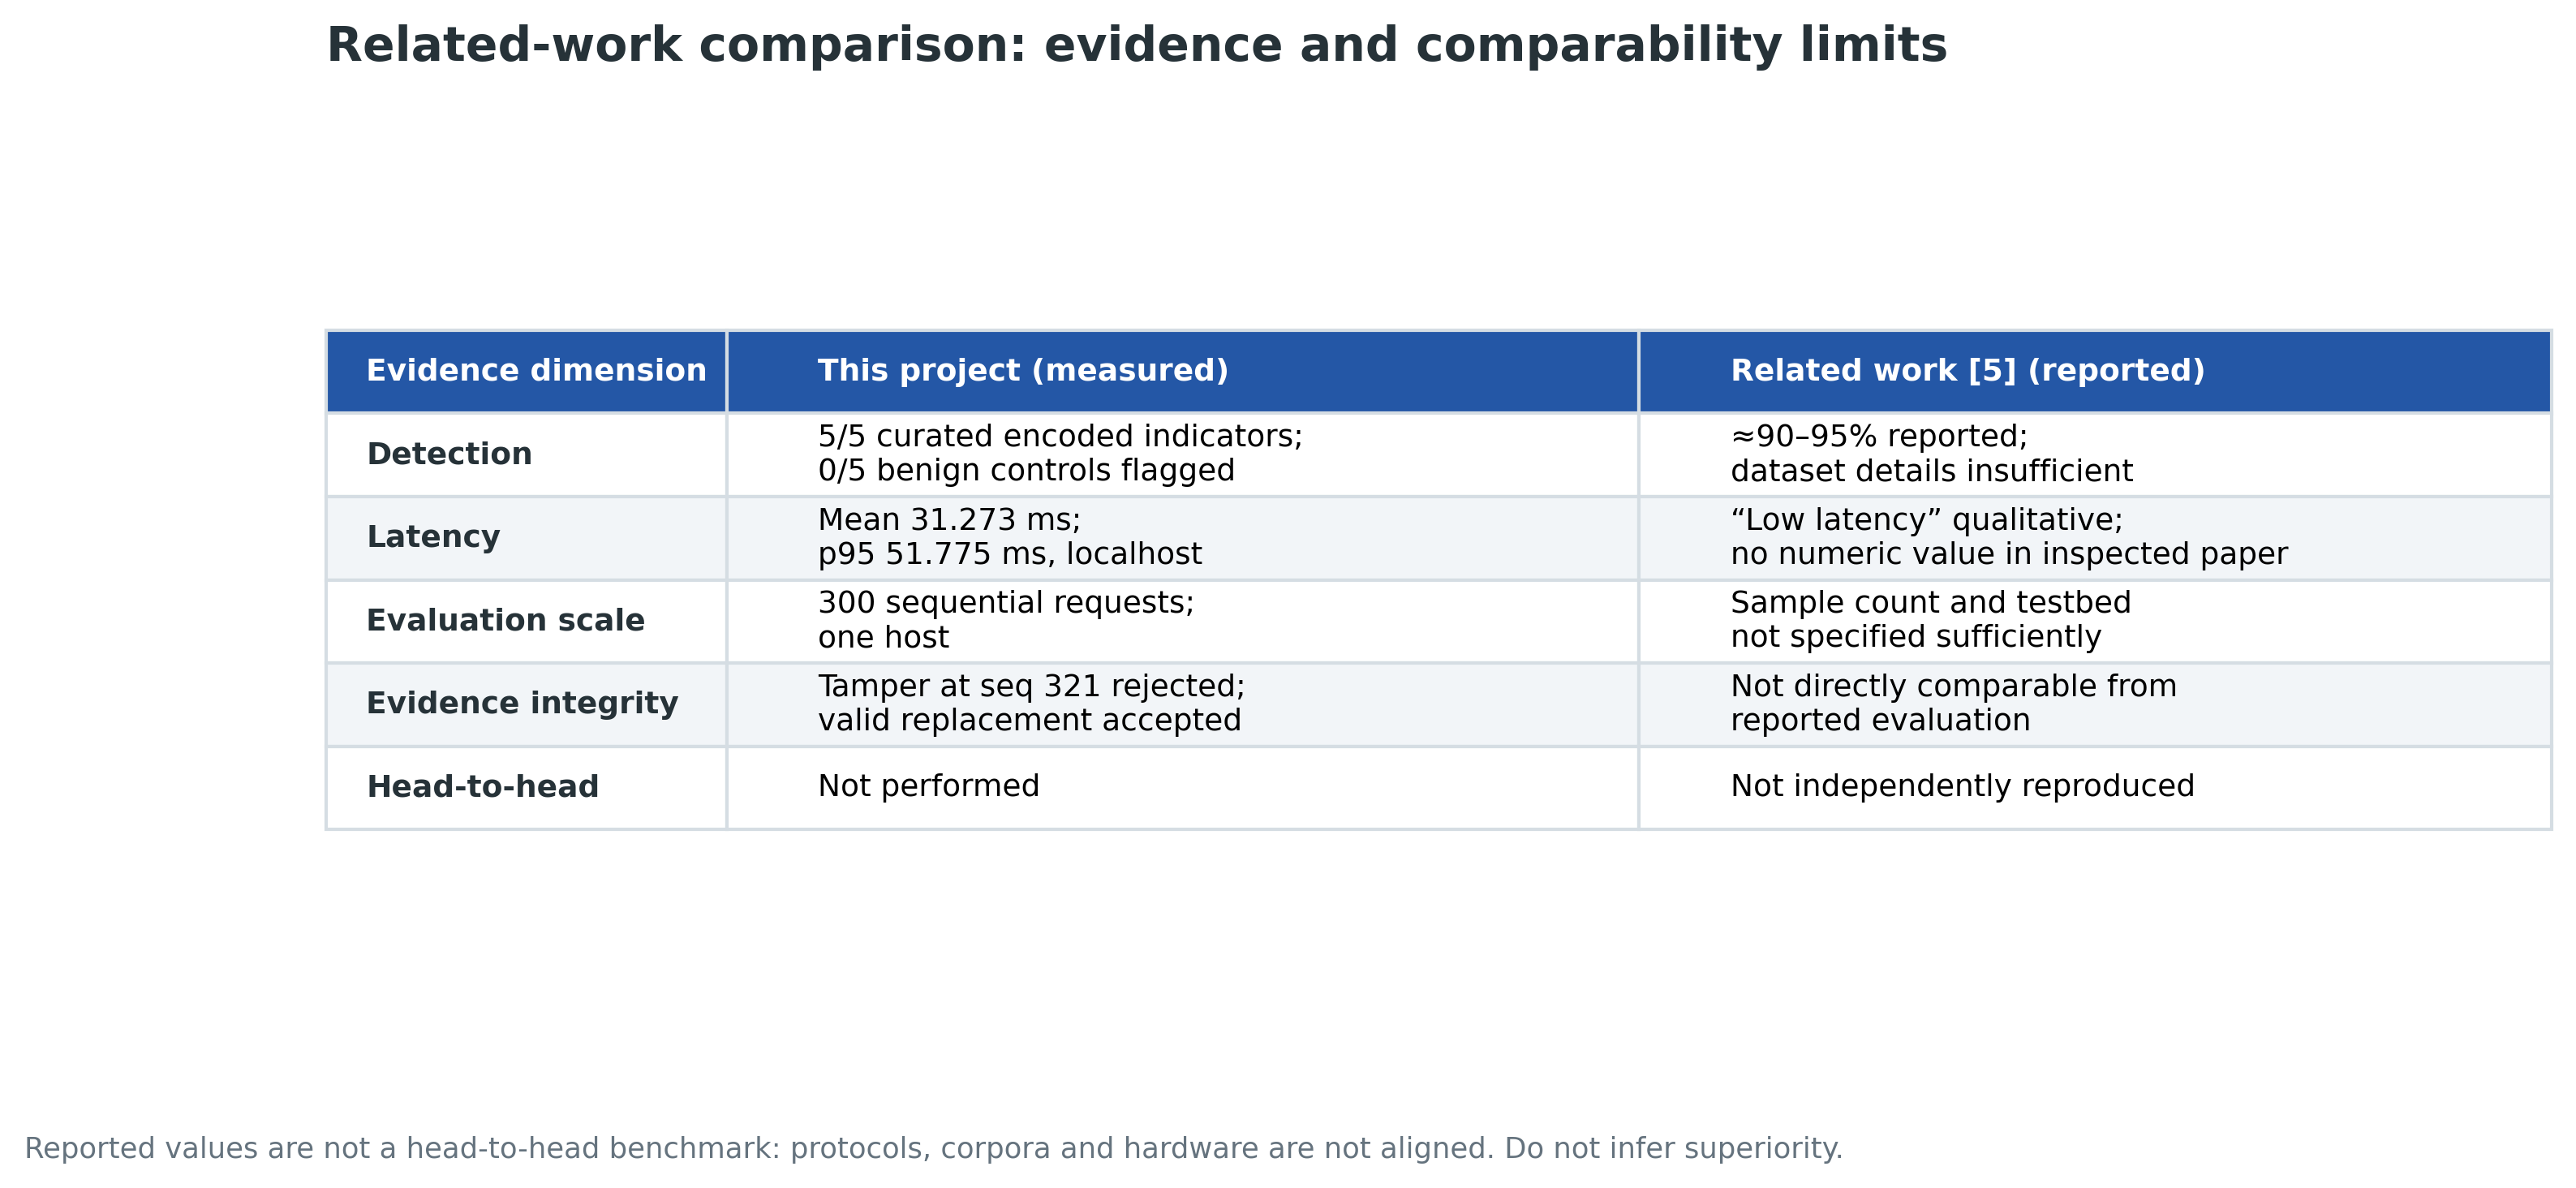 Related-work comparison: evidence and comparability limits
Evidence dimension
This project (measured)
Related work [5] (reported)
Detection
5/5 curated encoded indicators;
0/5 benign controls flagged
≈90–95% reported;
dataset details insufficient
Latency
Mean 31.273 ms;
p95 51.775 ms, localhost
“Low latency” qualitative;
no numeric value in inspected paper
Evaluation scale
300 sequential requests;
one host
Sample count and testbed
not specified sufficiently
Evidence integrity
Tamper at seq 321 rejected;
valid replacement accepted
Not directly comparable from
reported evaluation
Head-to-head
Not performed
Not independently reproduced
Reported values are not a head-to-head benchmark: protocols, corpora and hardware are not aligned. Do not infer superiority.